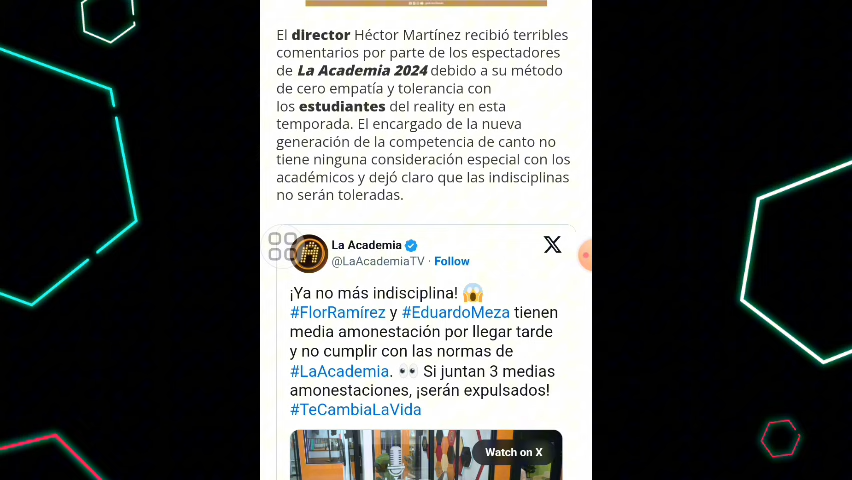 El director Héctor Martínez recibió terribles
comentarios por parte de los espectadores
de La Academia 2024 debido a su método
de cero empatía y tolerancia con
los estudiantes del reality en esta
temporada. El encargado de la nueva
generación de la competencia de canto no
tiene ninguna consideración especial con los
académicos y dejó claro que las indisciplinas
no serán toleradas.
La Academia
@LaAcademiaTV · Follow
¡Ya no más indisciplina! 😱
#FlorRamírez y #EduardoMeza tienen
media amonestación por llegar tarde
y no cumplir con las normas de
#LaAcademia. 👀 Si juntan 3 medias
amonestaciones, ¡serán expulsados!
#TeCambiaLaVida
Watch on X